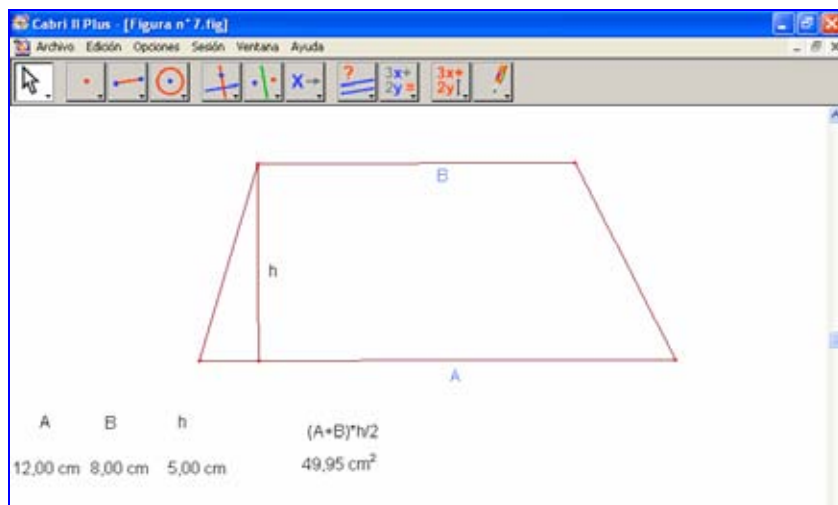 Cabri II Plus - [Figura n° 7.fig]
Archivo Edición Opciones Sesión Ventana Ayuda
X→ ? 3x+ 2y= 3x+ 2y
B
h
A
A B h
(A+B)*h/2
12,00 cm 8,00 cm 5,00 cm
49,95 cm²